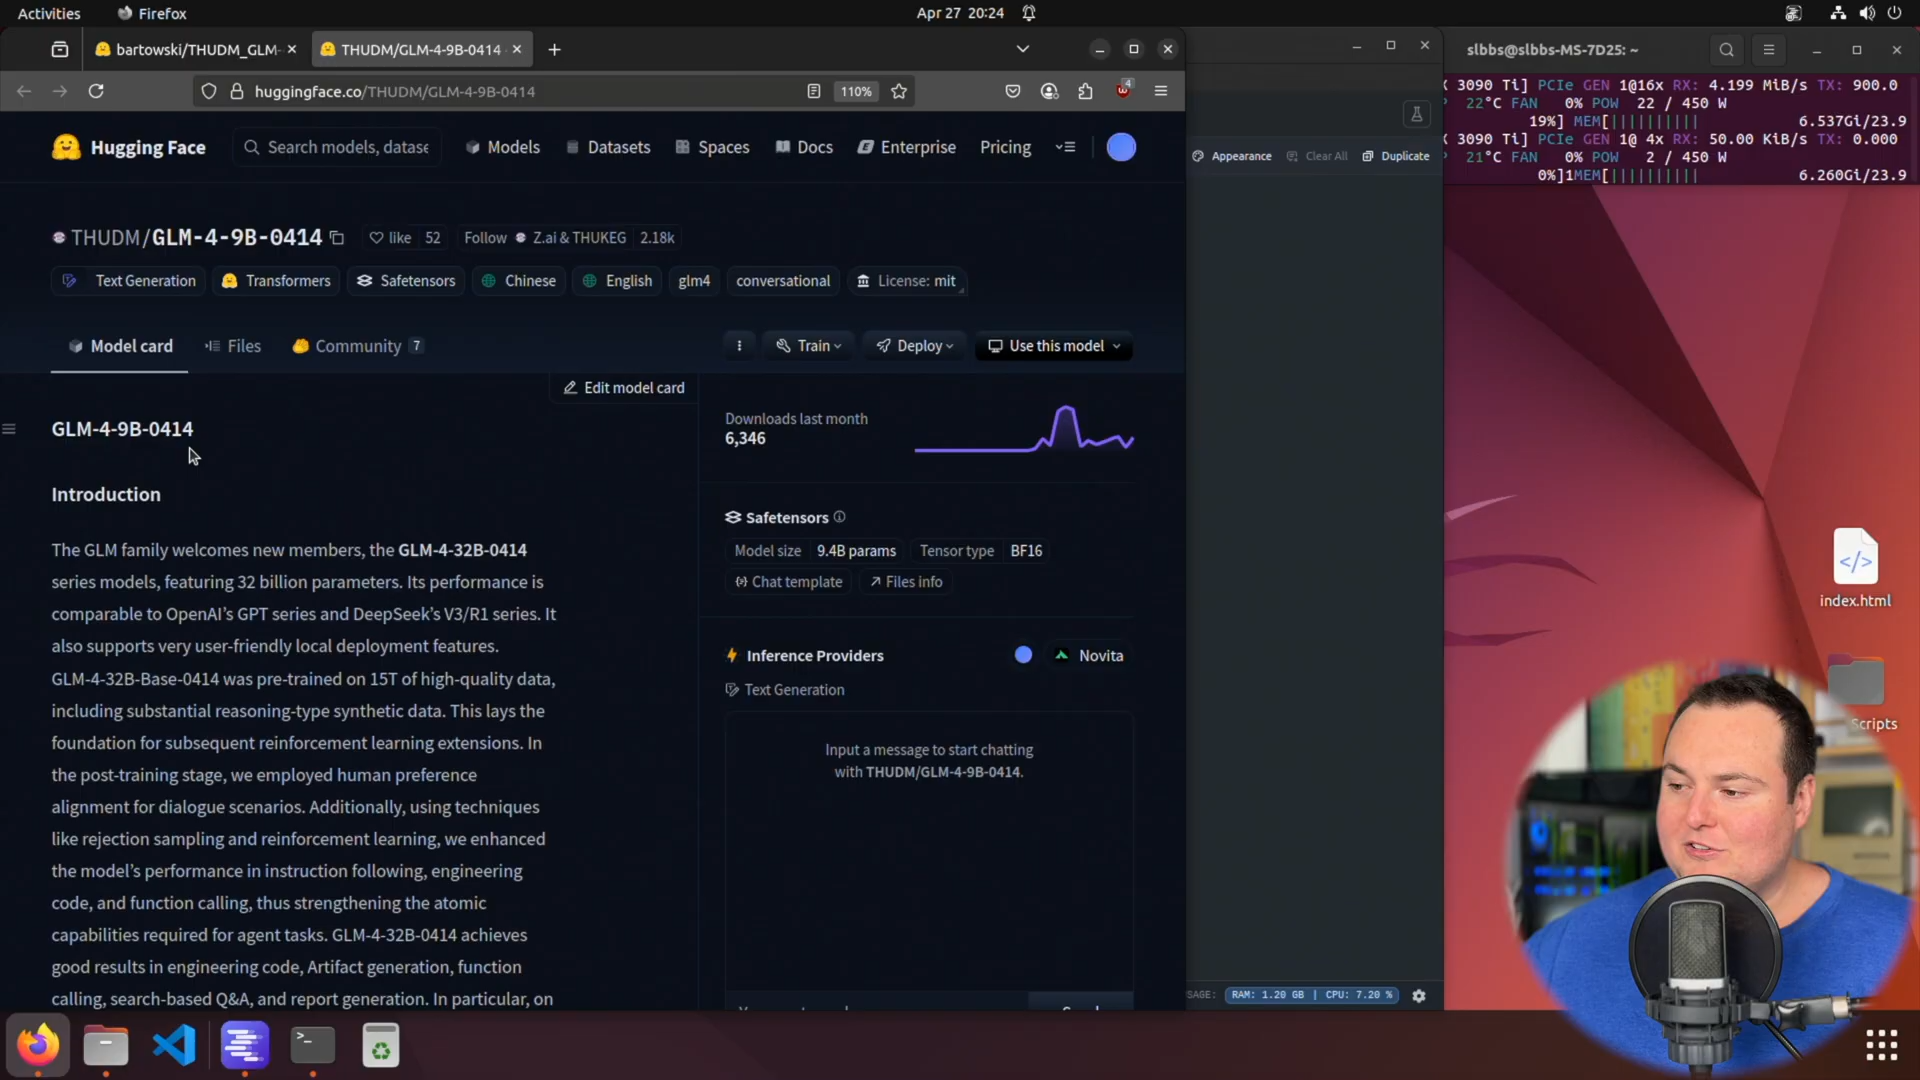 Activities
Firefox
Apr 27 20:24
bartowski/THUDM_GLM-
THUDM/GLM-4-9B-0414
huggingface.co/THUDM/GLM-4-9B-0414
110%
4
Hugging Face
Search models, datase
Models
Datasets
Spaces
Docs
Enterprise
Pricing
THUDM/GLM-4-9B-0414
like 52
Follow
Z.ai & THUKEG 2.18k
Text Generation
Transformers
Safetensors
Chinese
English
glm4
conversational
License: mit
Model card
Files
Community 7
Train
Deploy
Use this model
Edit model card
GLM-4-9B-0414
Introduction
The GLM family welcomes new members, the GLM-4-32B-0414
series models, featuring 32 billion parameters. Its performance is
comparable to OpenAI's GPT series and DeepSeek's V3/R1 series. It
also supports very user-friendly local deployment features.
GLM-4-32B-Base-0414 was pre-trained on 15T of high-quality data,
including substantial reasoning-type synthetic data. This lays the
foundation for subsequent reinforcement learning extensions. In
the post-training stage, we employed human preference
alignment for dialogue scenarios. Additionally, using techniques
like rejection sampling and reinforcement learning, we enhanced
the model's performance in instruction following, engineering
code, and function calling, thus strengthening the atomic
capabilities required for agent tasks. GLM-4-32B-0414 achieves
good results in engineering code, Artifact generation, function
calling, search-based Q&A, and report generation. In particular, on
Downloads last month
6,346
Safetensors
Model size 9.4B params
Tensor type BF16
Chat template
Files info
Inference Providers
Novita
Text Generation
Input a message to start chatting
with THUDM/GLM-4-9B-0414.
Appearance
Clear All
Duplicate
SAGE:
RAM: 1.20 GB | CPU: 7.20 %
slbbs@slbbs-MS-7D25: ~
X 3090 Ti] PCIe GEN 1@16x RX: 4.199 MiB/s TX: 900.0
P 22°C FAN 0% POW 22 / 450 W
19%] MEM[||||||||||| 6.537Gi/23.9
X 3090 Ti] PCIe GEN 1@ 4x RX: 50.00 KiB/s TX: 0.000
P 21°C FAN 0% POW 2 / 450 W
0%]1MEM[||||||||||| 6.260Gi/23.9
index.html
Scripts